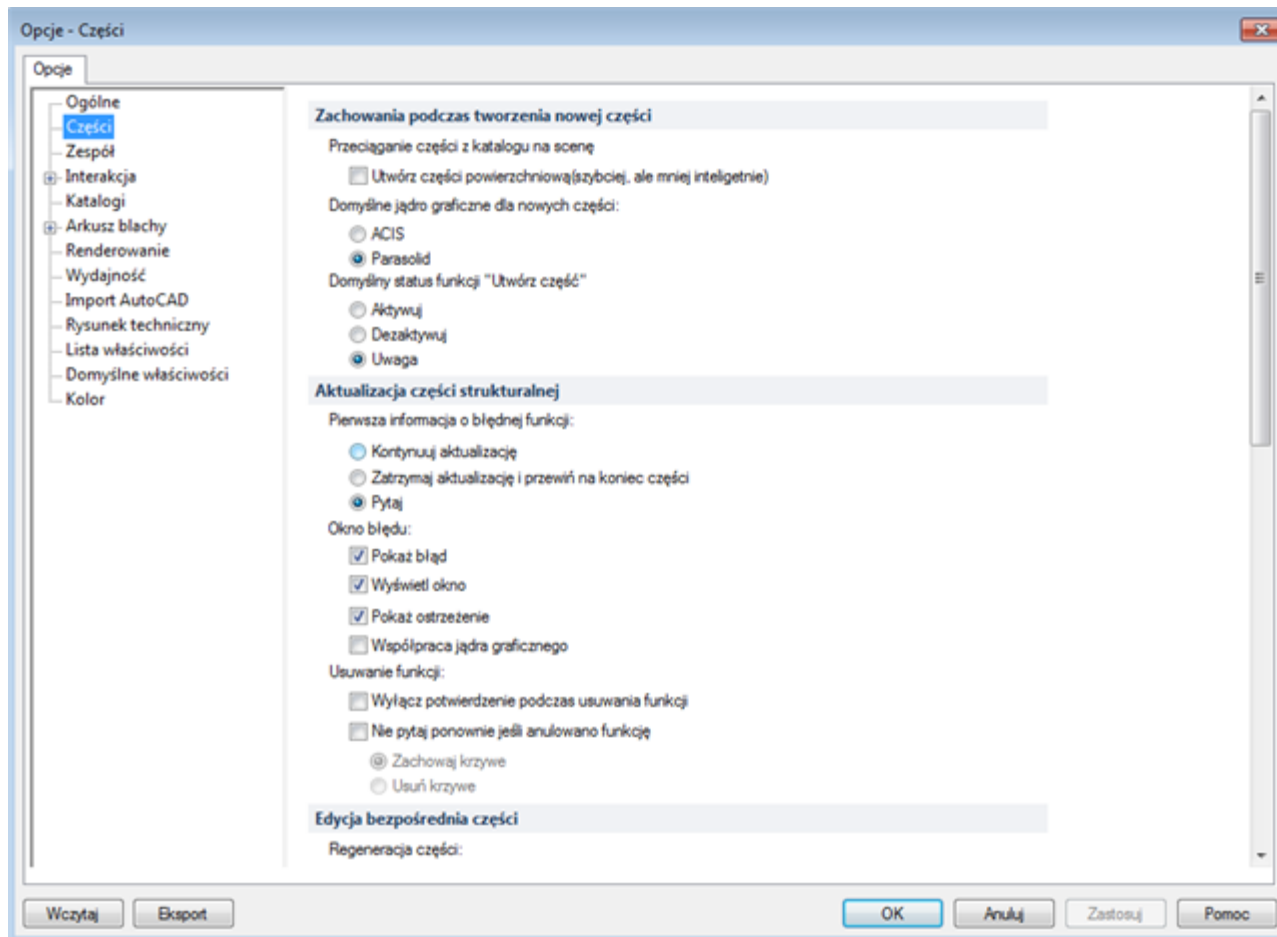 Opcje - Części
Opcje
Ogólne
Części
Zespół
Interakcja
Katalogi
Arkusz blachy
Renderowanie
Wydajność
Import AutoCAD
Rysunek techniczny
Lista właściwości
Domyślne właściwości
Kolor
Zachowania podczas tworzenia nowej części
Przeciąganie części z katalogu na scenę
Utwórz części powierzchniową(szybciej, ale mniej inteligetnie)
Domyślne jądro graficzne dla nowych części:
ACIS
Parasolid
Domyślny status funkcji "Utwórz część"
Aktywuj
Dezaktywuj
Uwaga
Aktualizacja części strukturalnej
Pierwsza informacja o błędnej funkcji:
Kontynuuj aktualizację
Zatrzymaj aktualizację i przewiń na koniec części
Pytaj
Okno błędu:
Pokaż błąd
Wyświetl okno
Pokaż ostrzeżenie
Współpraca jądra graficznego
Usuwanie funkcji:
Wyłącz potwierdzenie podczas usuwania funkcji
Nie pytaj ponownie jeśli anulowano funkcję
Zachowaj krzywe
Usuń krzywe
Edycja bezpośrednia części
Regeneracja części:
Wczytaj
Eksport
OK
Anuluj
Zastosuj
Pomoc